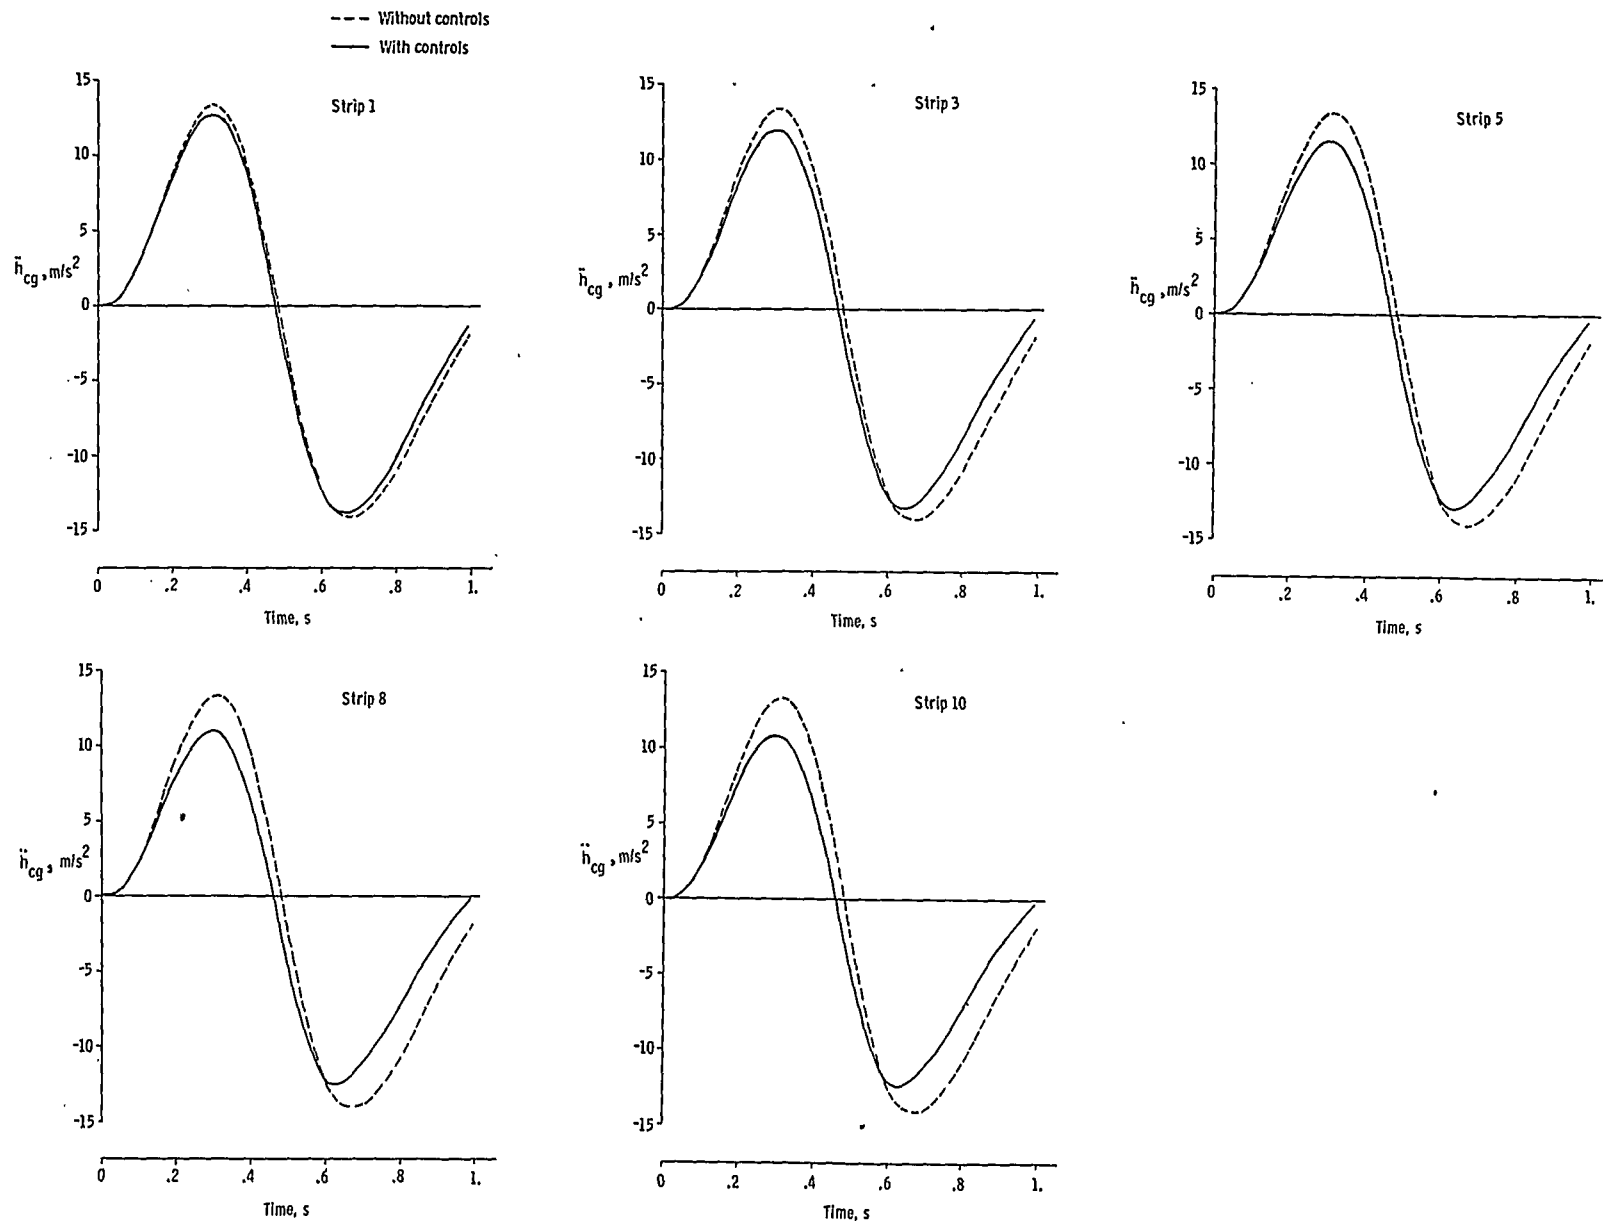 Without controls
With controls
Strip 1
15
10
5
0
-5
-10
-15
ḧcg, m/s²
0 .2 .4 .6 .8 1.
Time, s
Strip 3
15
10
5
0
-5
-10
-15
ḧcg, m/s²
0 .2 .4 .6 .8 1.
Time, s
Strip 5
15
10
5
0
-5
-10
-15
ḧcg, m/s²
0 .2 .4 .6 .8 1.
Time, s
Strip 8
15
10
5
0
-5
-10
-15
ḧcg, m/s²
0 .2 .4 .6 .8 1.
Time, s
Strip 10
15
10
5
0
-5
-10
-15
ḧcg, m/s²
0 .2 .4 .6 .8 1.
Time, s